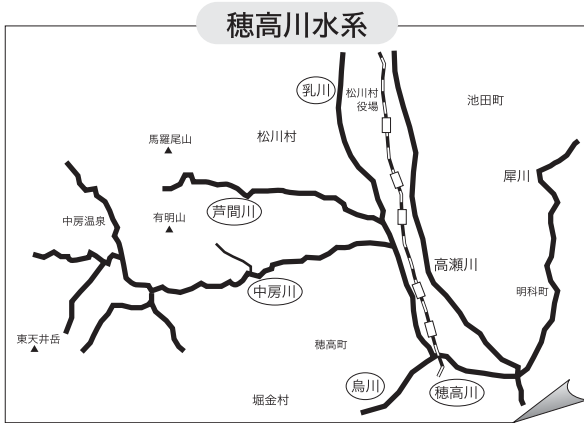 穂高川水系
乳川
松川村
役場
池田町
馬羅尾山
松川村
犀川
芦間川
中房温泉
有明山
高瀬川
中房川
明科町
東天井岳
穂高町
烏川
穂高川
堀金村